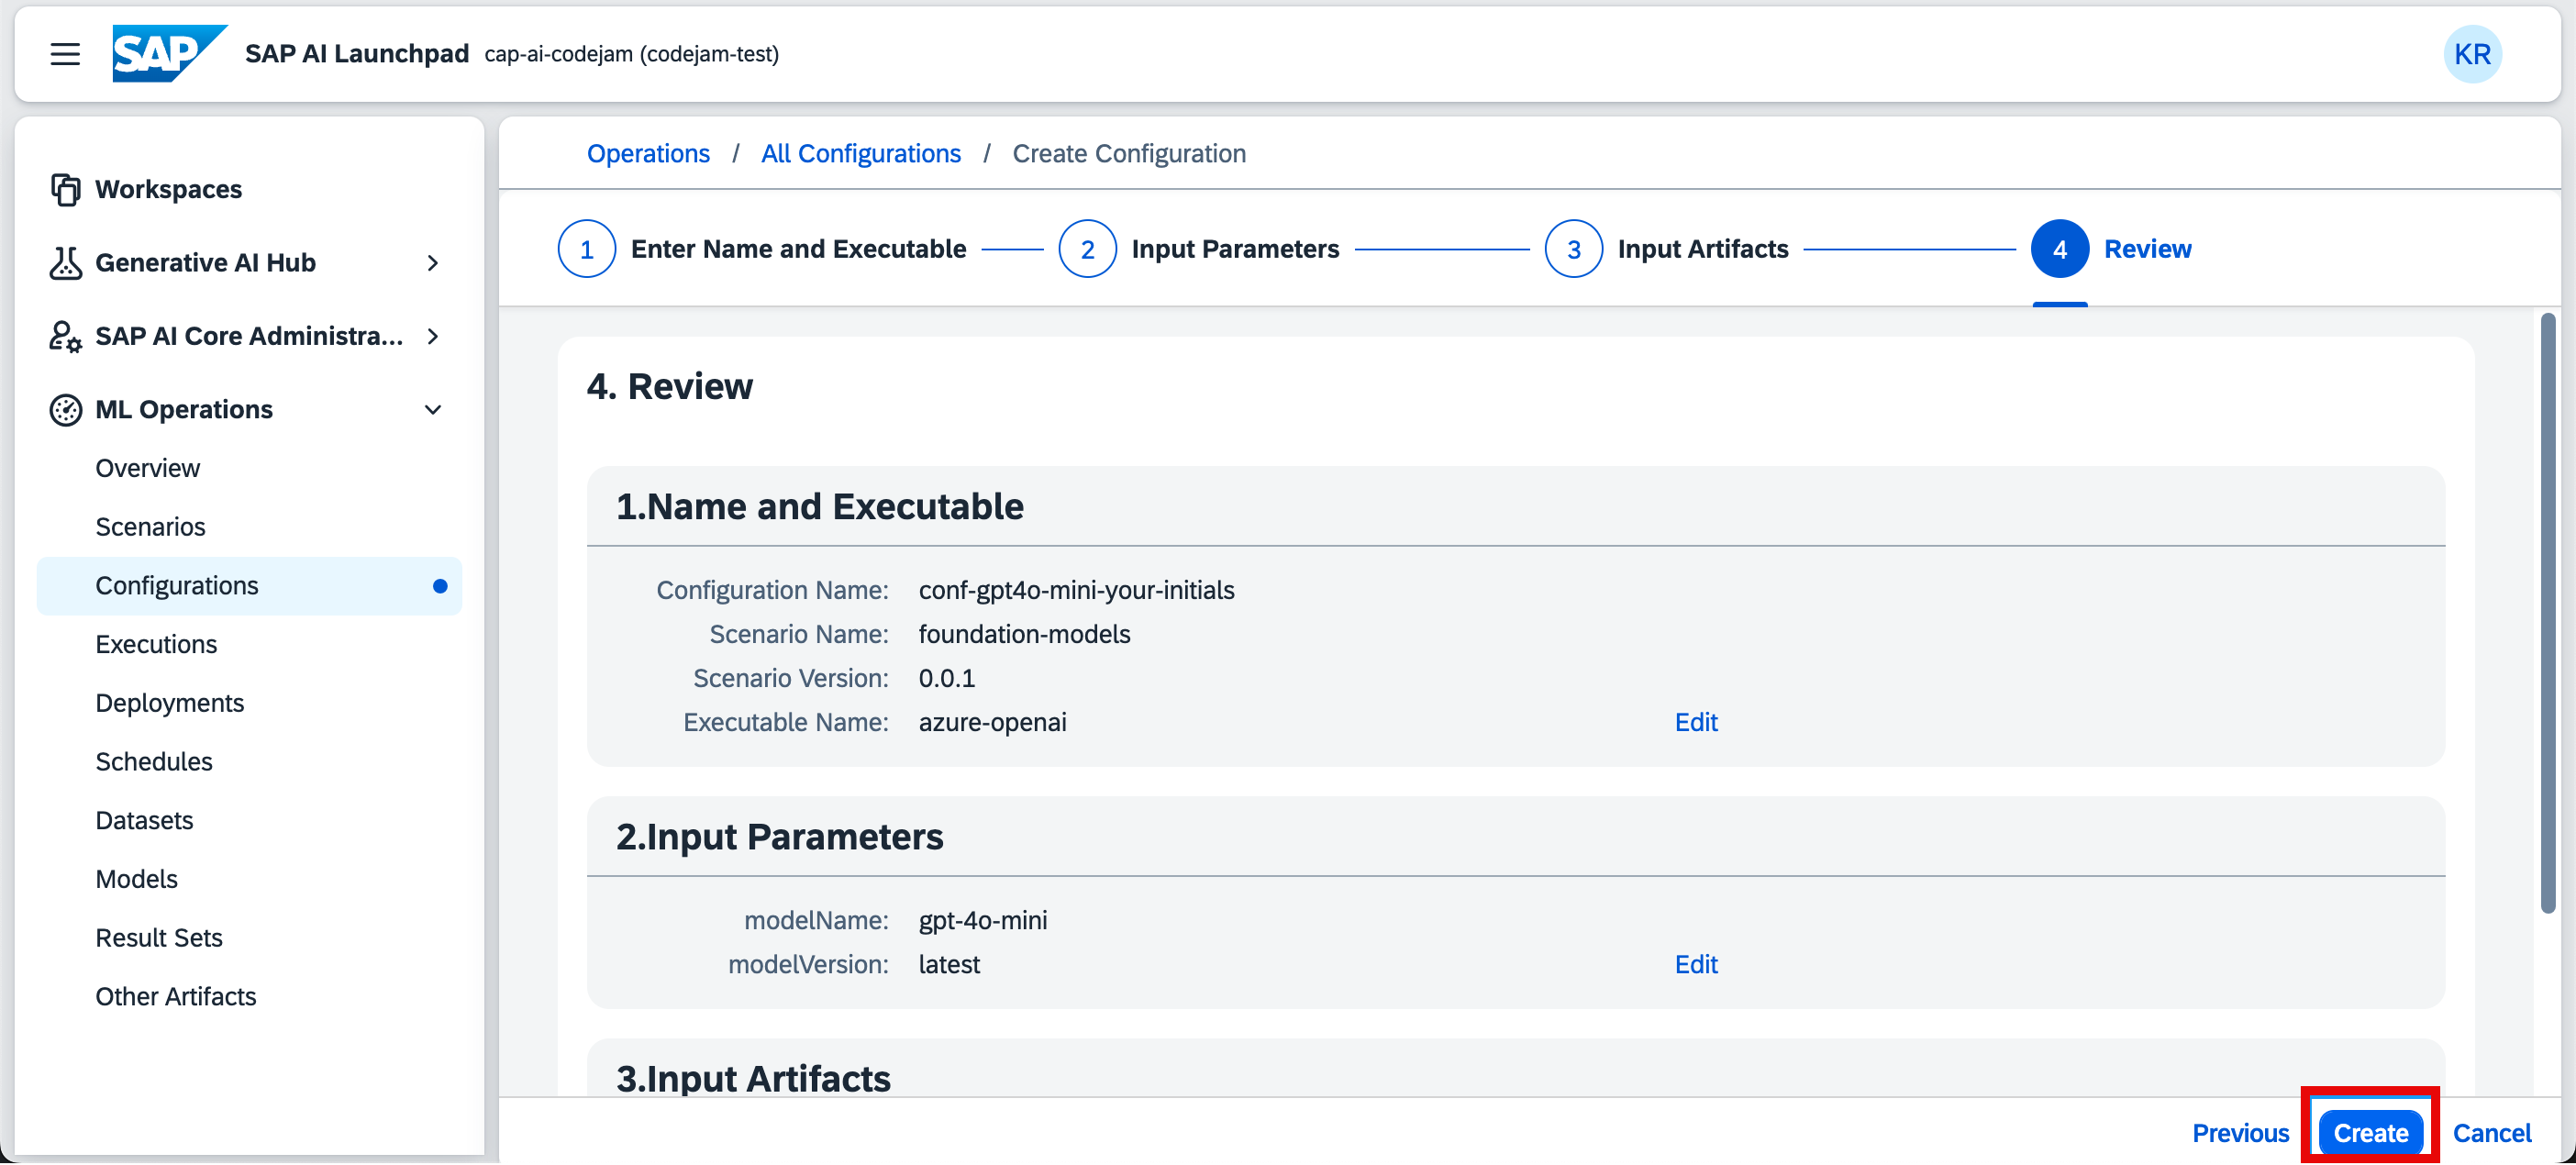 SAP SAP AI Launchpad cap-ai-codejam (codejam-test) KR
Workspaces
Generative AI Hub
SAP AI Core Administra...
ML Operations
Overview
Scenarios
Configurations
Executions
Deployments
Schedules
Datasets
Models
Result Sets
Other Artifacts
Operations / All Configurations / Create Configuration
1 Enter Name and Executable 2 Input Parameters 3 Input Artifacts 4 Review
4. Review
1.Name and Executable
Configuration Name: conf-gpt4o-mini-your-initials
Scenario Name: foundation-models
Scenario Version: 0.0.1
Executable Name: azure-openai Edit
2.Input Parameters
modelName: gpt-4o-mini
modelVersion: latest Edit
3.Input Artifacts
Previous Create Cancel